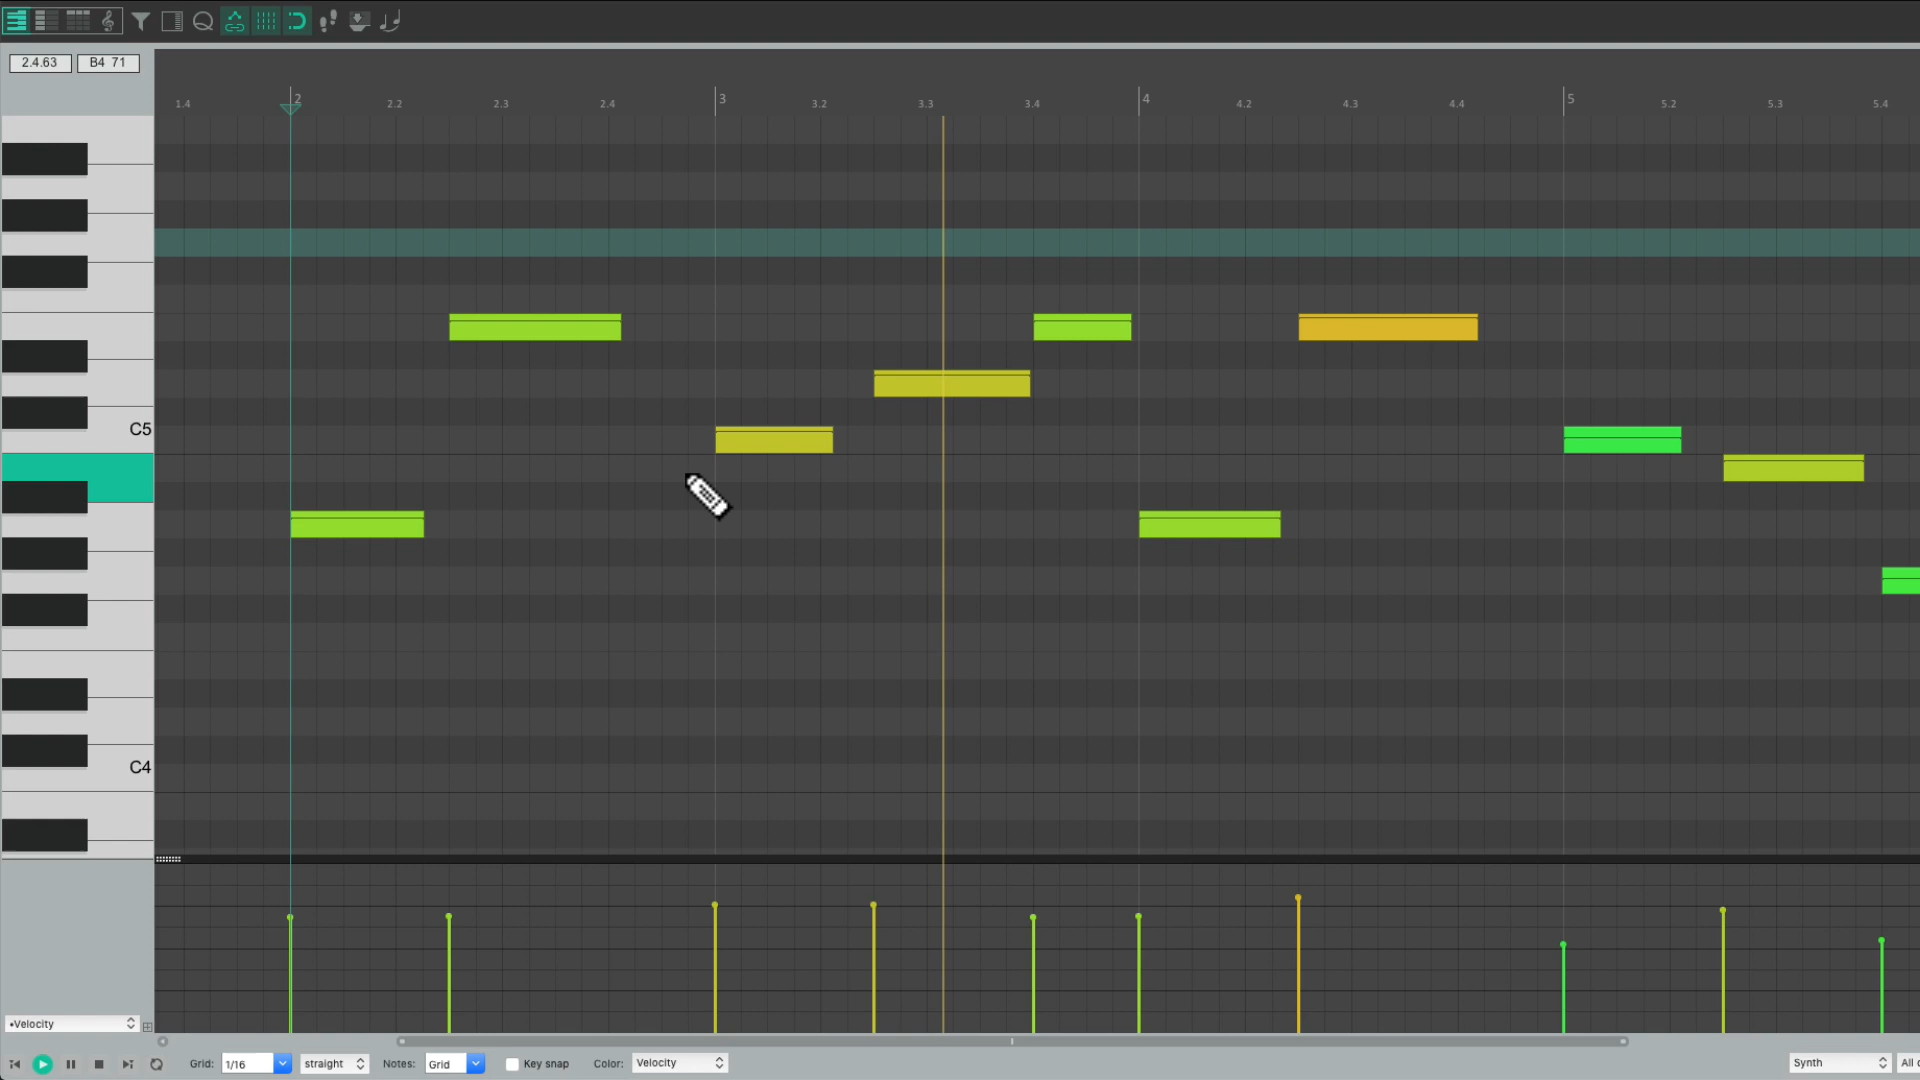 2.4.63 B4 71
1.4 2 2.2 2.3 2.4 3 3.2 3.3 3.4 4 4.2 4.3 4.4 5 5.2 5.3 5.4
C5
C4
•Velocity
Grid: 1/16 straight Notes: Grid Key snap Color: Velocity Synth All